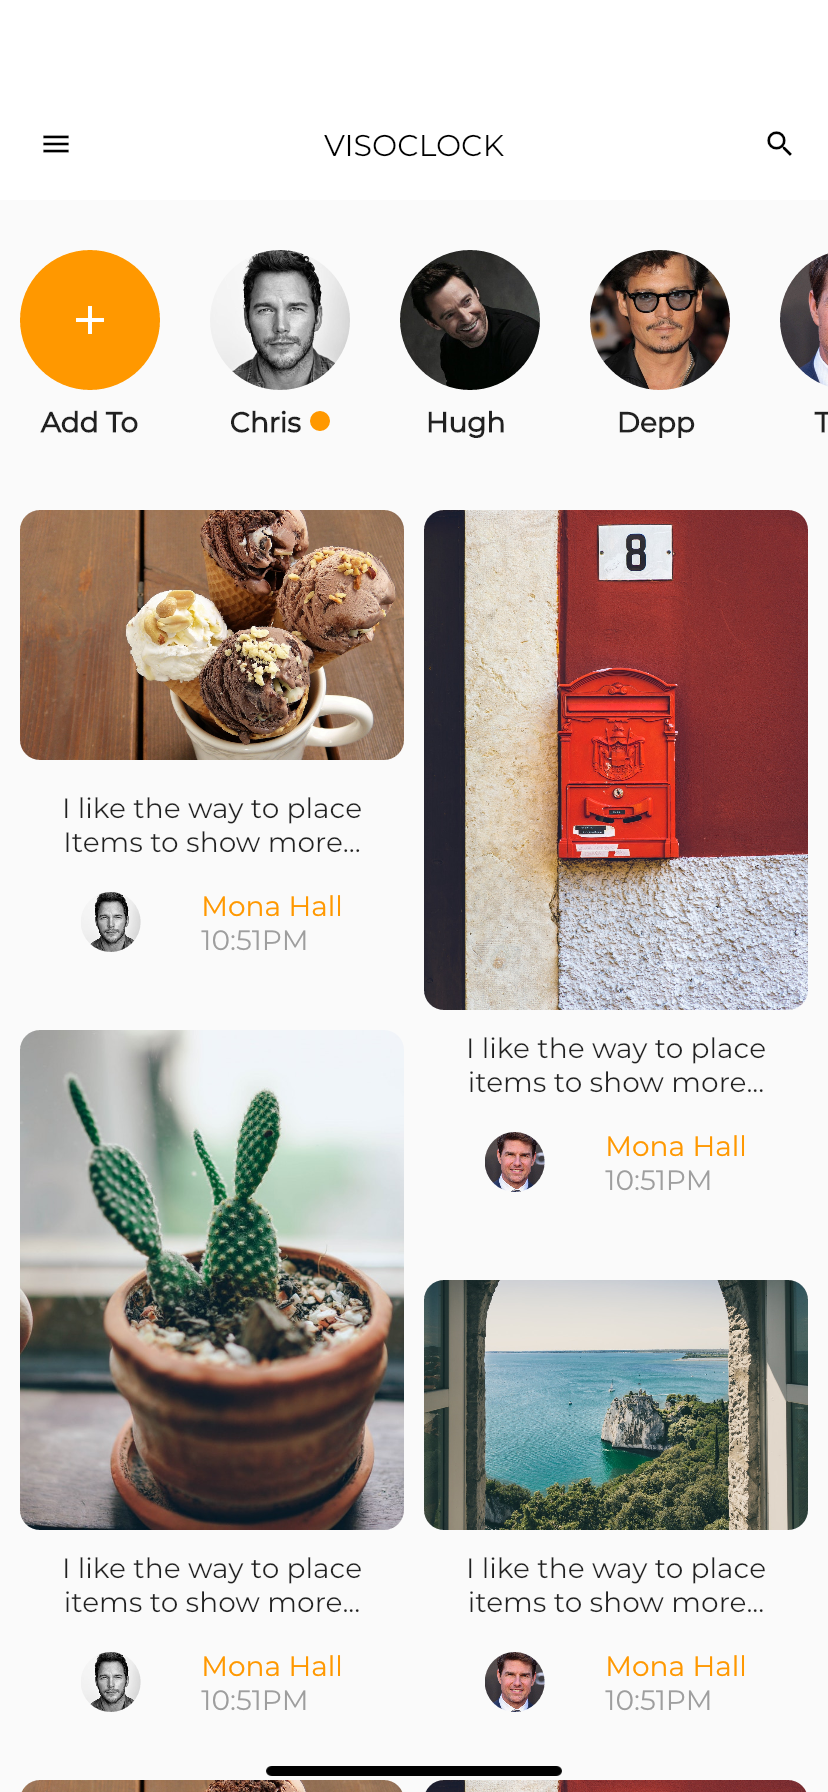 VISOCLOCK
Add To
Chris
Hugh
Depp
T
8
I like the way to place
Items to show more...
Mona Hall
10:51PM
I like the way to place
items to show more...
Mona Hall
10:51PM
I like the way to place
items to show more...
Mona Hall
10:51PM
I like the way to place
items to show more...
Mona Hall
10:51PM